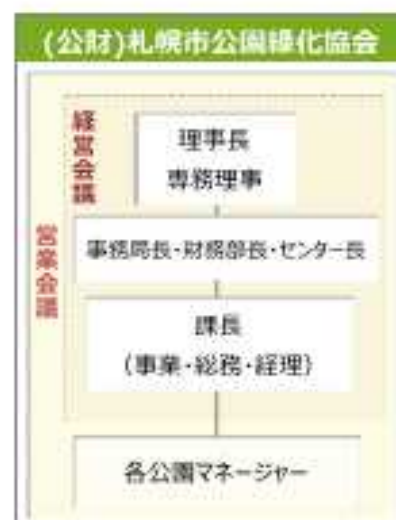 (公財)札幌市公園緑化協会
経営会議
理事長
専務理事
営業会議
事務局長・財務部長・センター長
課長
(事業・総務・経理)
各公園マネージャー